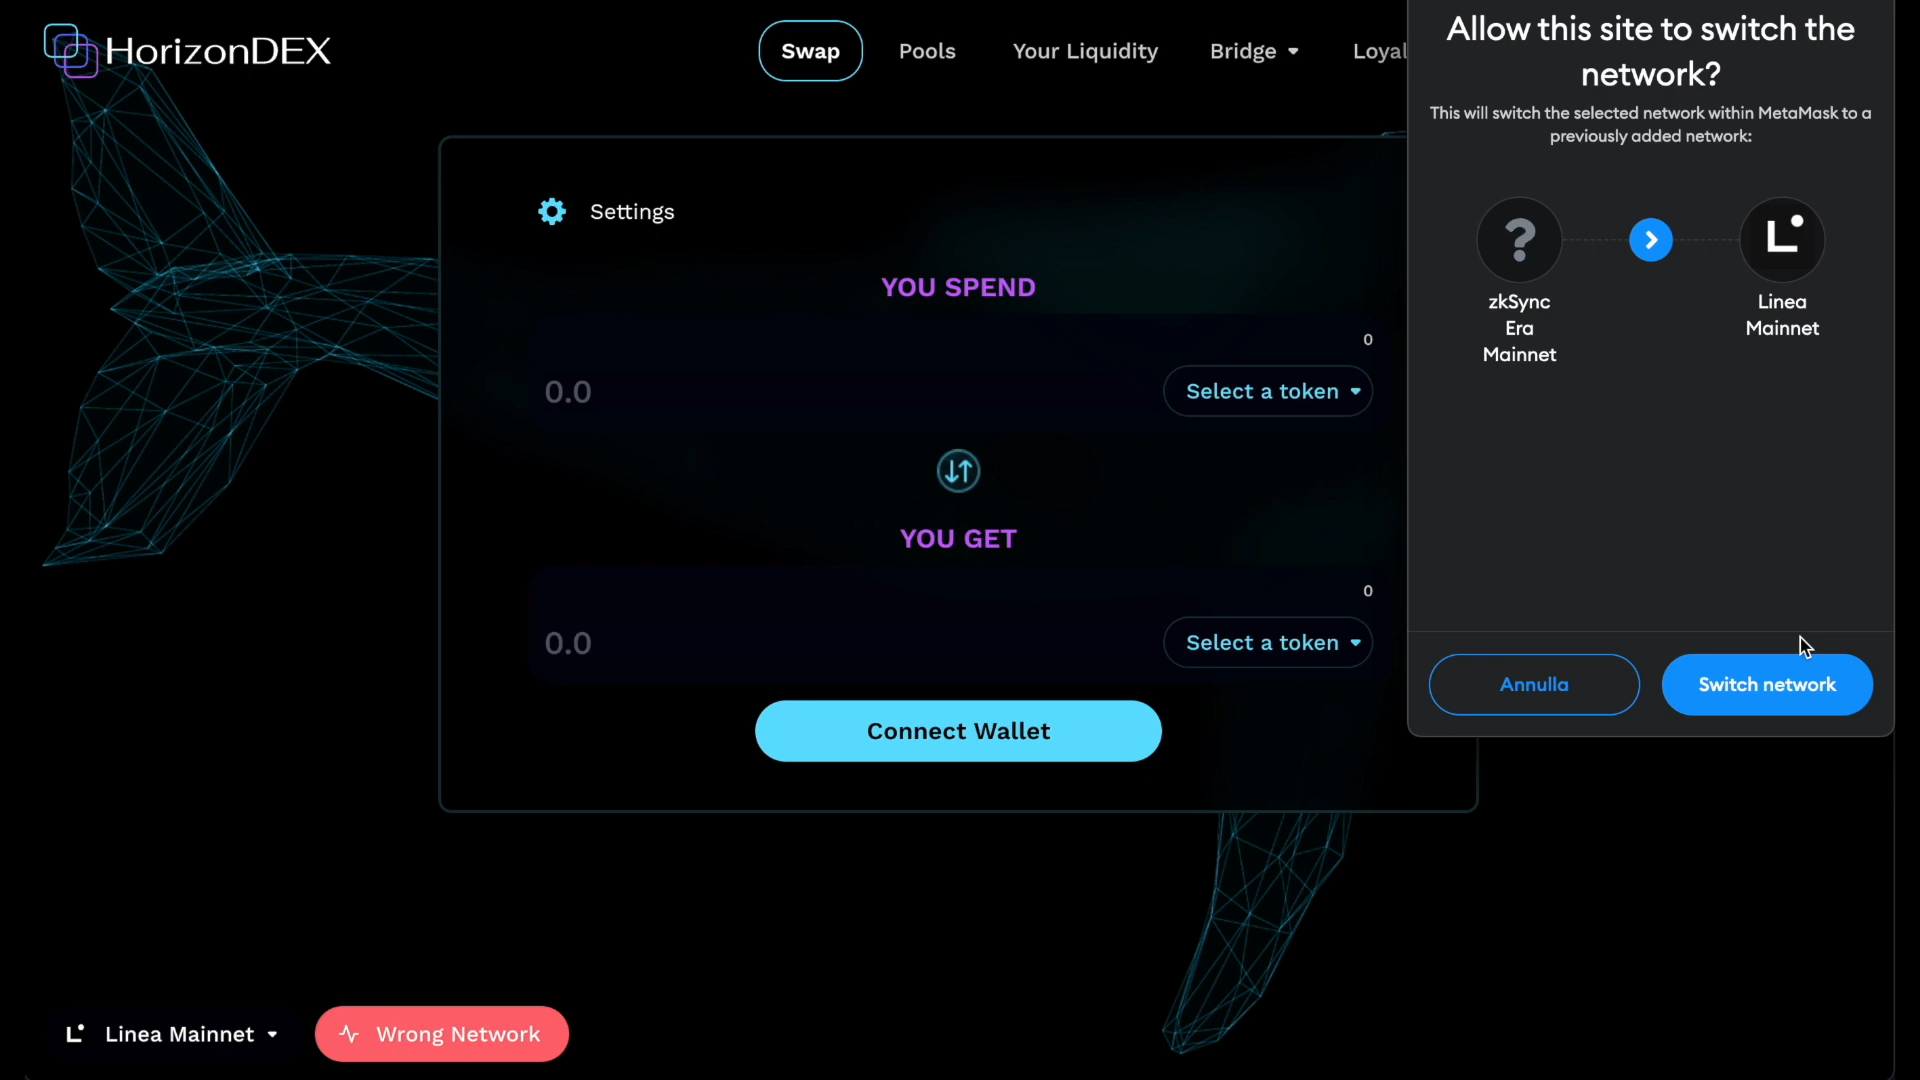 HorizonDEX
Swap
Pools
Your Liquidity
Bridge
Loyal
Settings
YOU SPEND
0
0.0
Select a token
YOU GET
0
0.0
Select a token
Connect Wallet
Linea Mainnet
Wrong Network
Allow this site to switch the
network?
This will switch the selected network within MetaMask to a
previously added network:
?
zkSync
Era
Mainnet
L
Linea
Mainnet
Annulla
Switch network